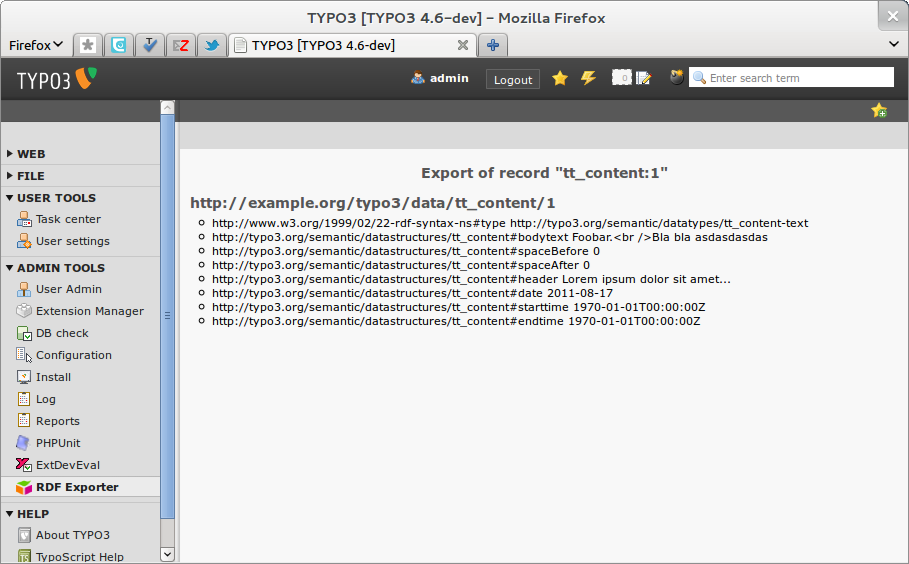 TYPO3 [TYPO3 4.6-dev] - Mozilla Firefox
Firefox
TYPO3 [TYPO3 4.6-dev]
TYPO3
admin
Logout
0
Enter search term
WEB
FILE
USER TOOLS
Task center
User settings
ADMIN TOOLS
User Admin
Extension Manager
DB check
Configuration
Install
Log
Reports
PHPUnit
ExtDevEval
RDF Exporter
HELP
About TYPO3
TypoScript Help
Export of record "tt_content:1"
http://example.org/typo3/data/tt_content/1
http://www.w3.org/1999/02/22-rdf-syntax-ns#type http://typo3.org/semantic/datatypes/tt_content-text
http://typo3.org/semantic/datastructures/tt_content#bodytext Foobar.<br />Bla bla asdasdasdas
http://typo3.org/semantic/datastructures/tt_content#spaceBefore 0
http://typo3.org/semantic/datastructures/tt_content#spaceAfter 0
http://typo3.org/semantic/datastructures/tt_content#header Lorem ipsum dolor sit amet...
http://typo3.org/semantic/datastructures/tt_content#date 2011-08-17
http://typo3.org/semantic/datastructures/tt_content#starttime 1970-01-01T00:00:00Z
http://typo3.org/semantic/datastructures/tt_content#endtime 1970-01-01T00:00:00Z